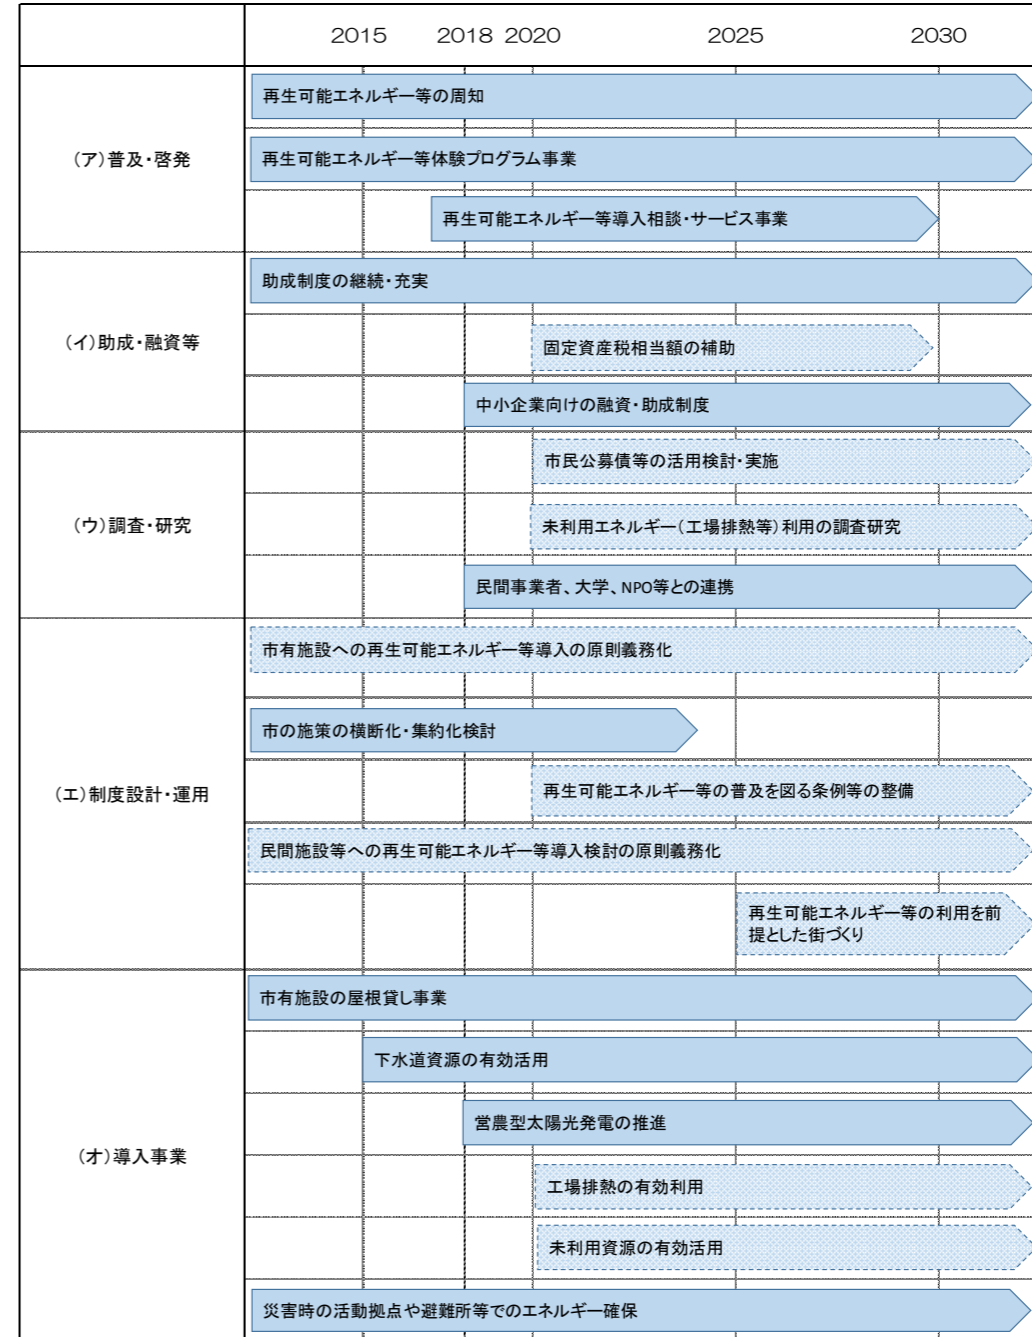 2015 2018 2020 2025 2030
(ア)普及・啓発
再生可能エネルギー等の周知
再生可能エネルギー等体験プログラム事業
再生可能エネルギー等導入相談・サービス事業
(イ)助成・融資等
助成制度の継続・充実
固定資産税相当額の補助
中小企業向けの融資・助成制度
(ウ)調査・研究
市民公募債等の活用検討・実施
未利用エネルギー(工場排熱等)利用の調査研究
民間事業者、大学、NPO等との連携
(エ)制度設計・運用
市有施設への再生可能エネルギー等導入の原則義務化
市の施策の横断化・集約化検討
再生可能エネルギー等の普及を図る条例等の整備
民間施設等への再生可能エネルギー等導入検討の原則義務化
再生可能エネルギー等の利用を前
提とした街づくり
(オ)導入事業
市有施設の屋根貸し事業
下水道資源の有効活用
営農型太陽光発電の推進
工場排熱の有効利用
未利用資源の有効活用
災害時の活動拠点や避難所等でのエネルギー確保